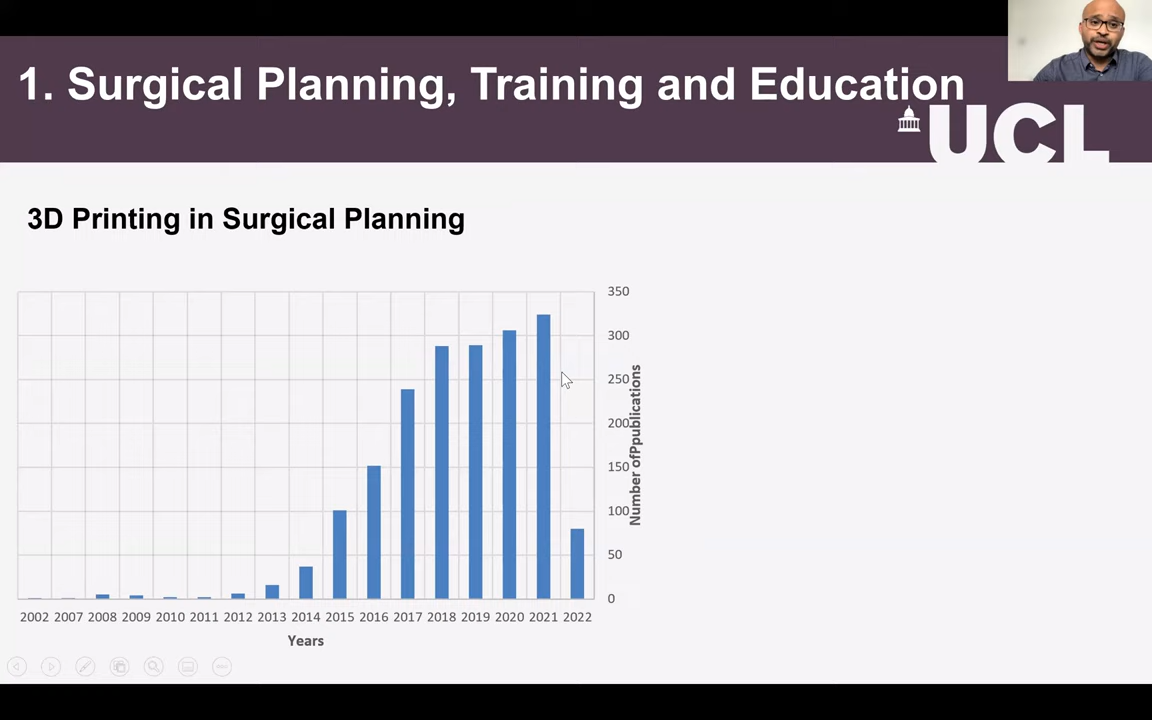 1. Surgical Planning, Training and Education
UCL
3D Printing in Surgical Planning
350
300
250
200
150
100
50
0
Number ofPpublications
2002 2007 2008 2009 2010 2011 2012 2013 2014 2015 2016 2017 2018 2019 2020 2021 2022
Years